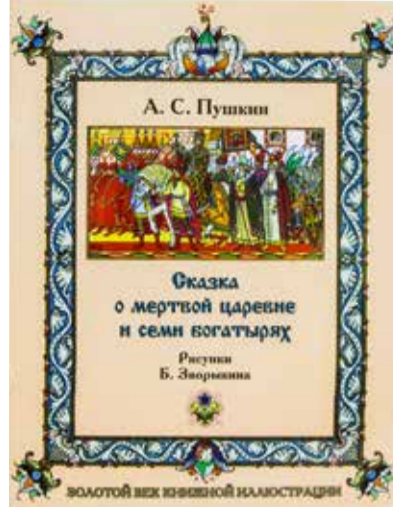 А. С. Пушкин
Сказка
о мертвой царевне
и семи богатырях
Рисунки
Б. Зворыкина
ЗОЛОТОЙ ВЕК КНИЖНОЙ ИЛЛЮСТРАЦИИ